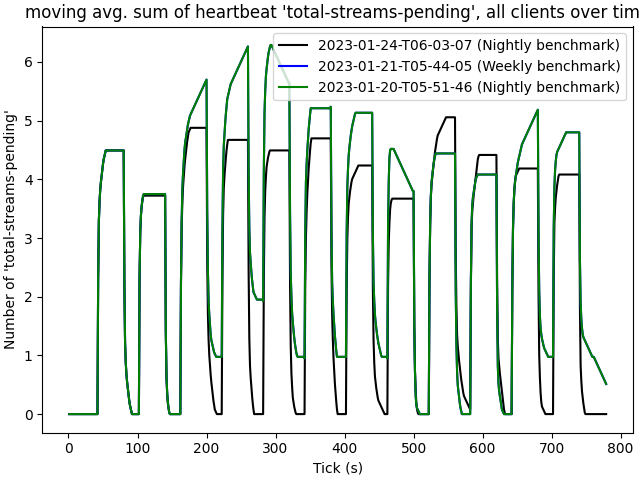 moving avg. sum of heartbeat 'total-streams-pending', all clients over tim
2023-01-24-T06-03-07 (Nightly benchmark)
2023-01-21-T05-44-05 (Weekly benchmark)
2023-01-20-T05-51-46 (Nightly benchmark)
Number of 'total-streams-pending'
6
5
4
3
2
1
0
0 100 200 300 400 500 600 700 800
Tick (s)